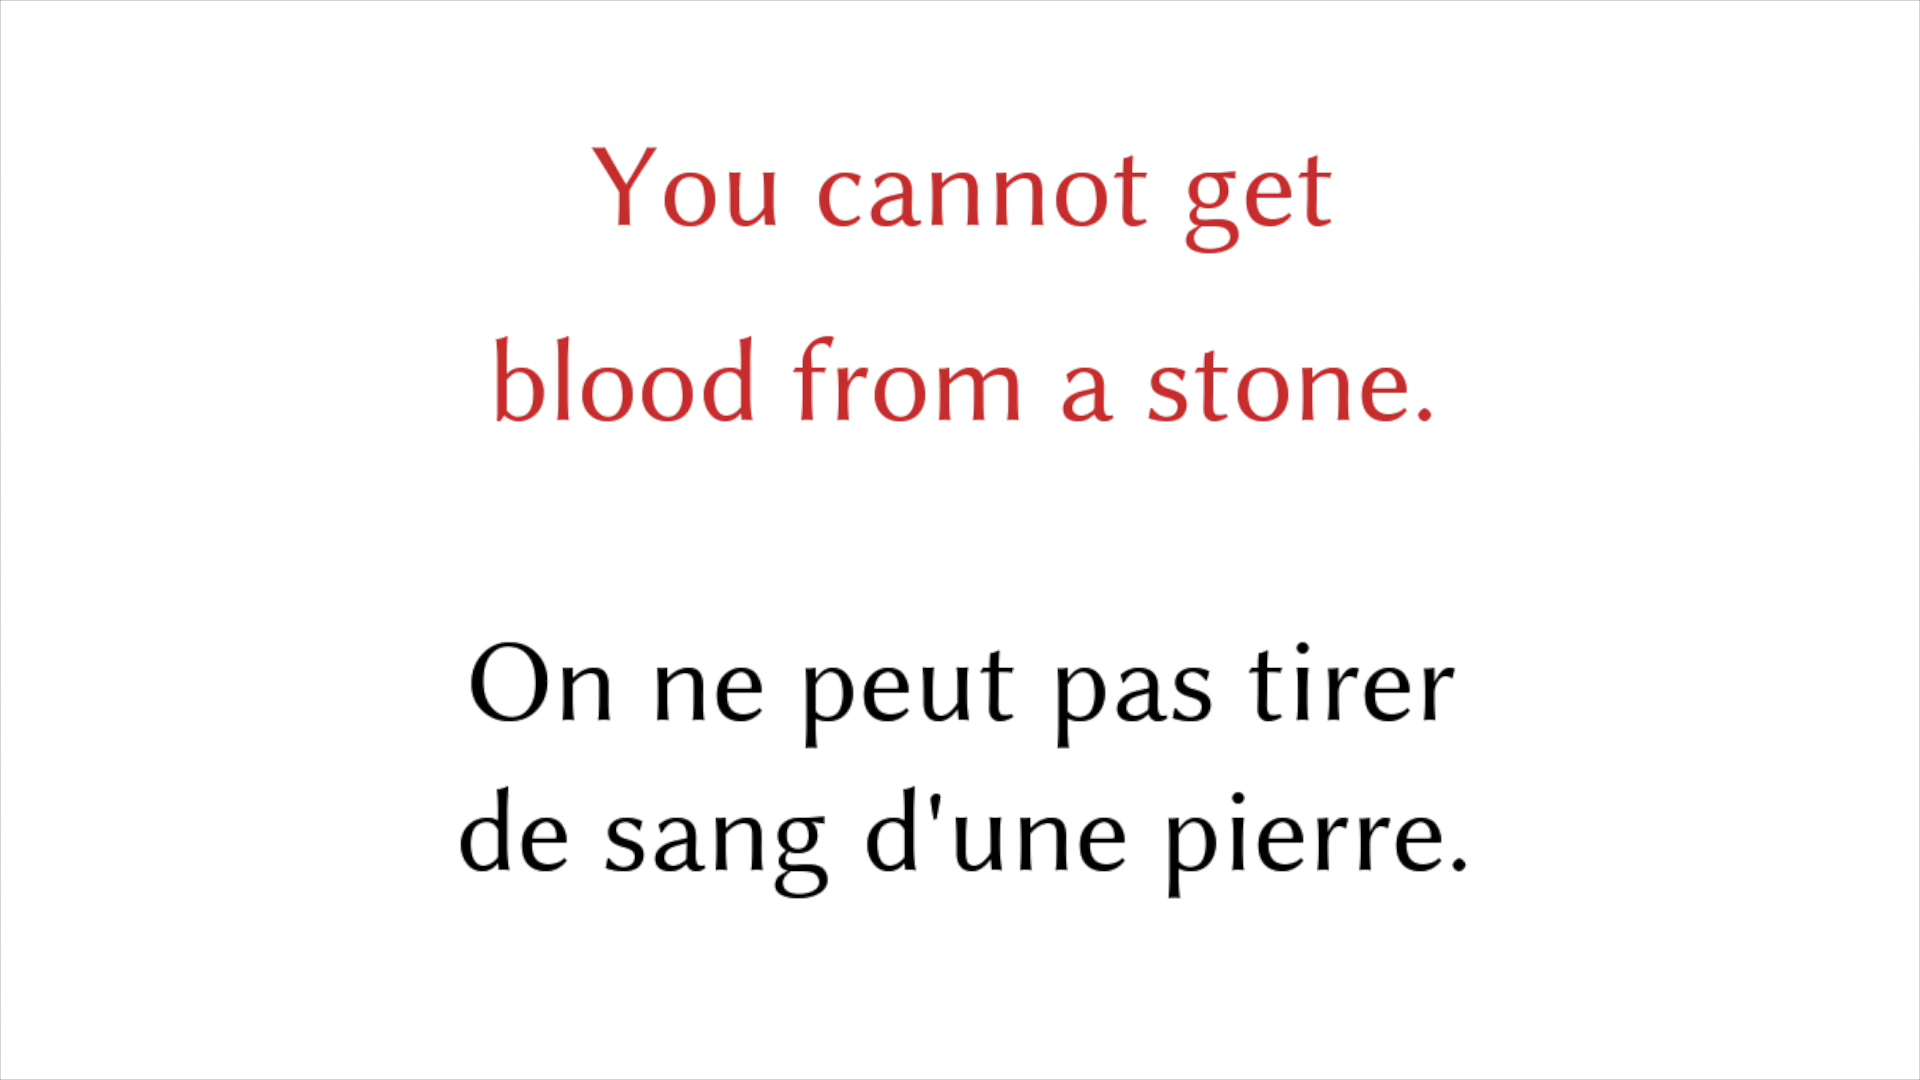 You cannot get
blood from a stone.
On ne peut pas tirer
de sang d'une pierre.